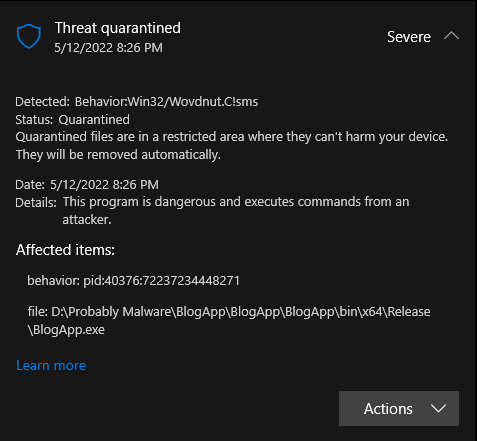 Threat quarantined
5/12/2022 8:26 PM
Severe
Detected: Behavior:Win32/Wovdnut.C!sms
Status: Quarantined
Quarantined files are in a restricted area where they can't harm your device.
They will be removed automatically.
Date: 5/12/2022 8:26 PM
Details: This program is dangerous and executes commands from an
attacker.
Affected items:
behavior: pid:40376:72237234448271
file: D:\Probably Malware\BlogApp\BlogApp\BlogApp\bin\x64\Release
\BlogApp.exe
Learn more
Actions